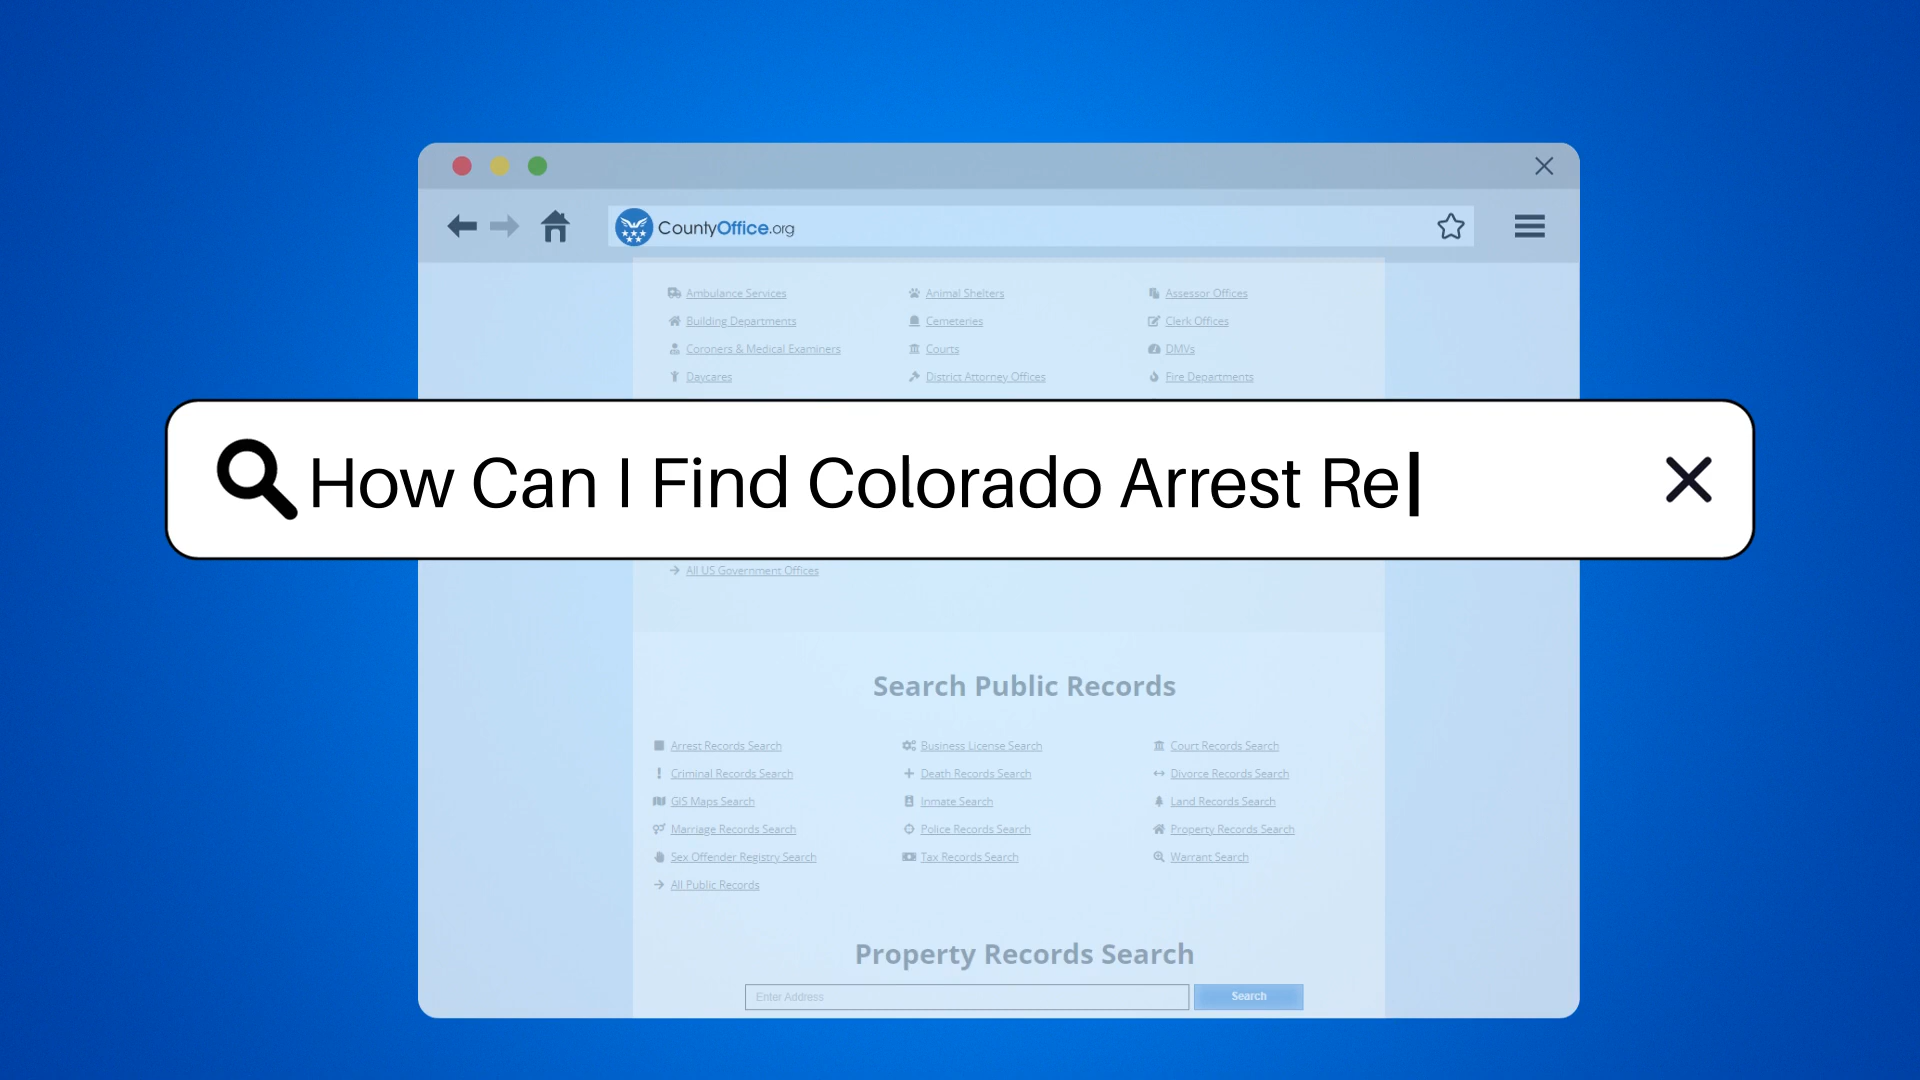 CountyOffice.org
Ambulance Services Animal Shelters Assessor Offices
Building Departments Cemeteries Clerk Offices
Coroners & Medical Examiners Courts DMVs
Daycares District Attorney Offices Fire Departments
How Can I Find Colorado Arrest Re
All US Government Offices
Search Public Records
Arrest Records Search Business License Search Court Records Search
Criminal Records Search Death Records Search Divorce Records Search
GIS Maps Search Inmate Search Land Records Search
Marriage Records Search Police Records Search Property Records Search
Sex Offender Registry Search Tax Records Search Warrant Search
All Public Records
Property Records Search
Enter Address Search